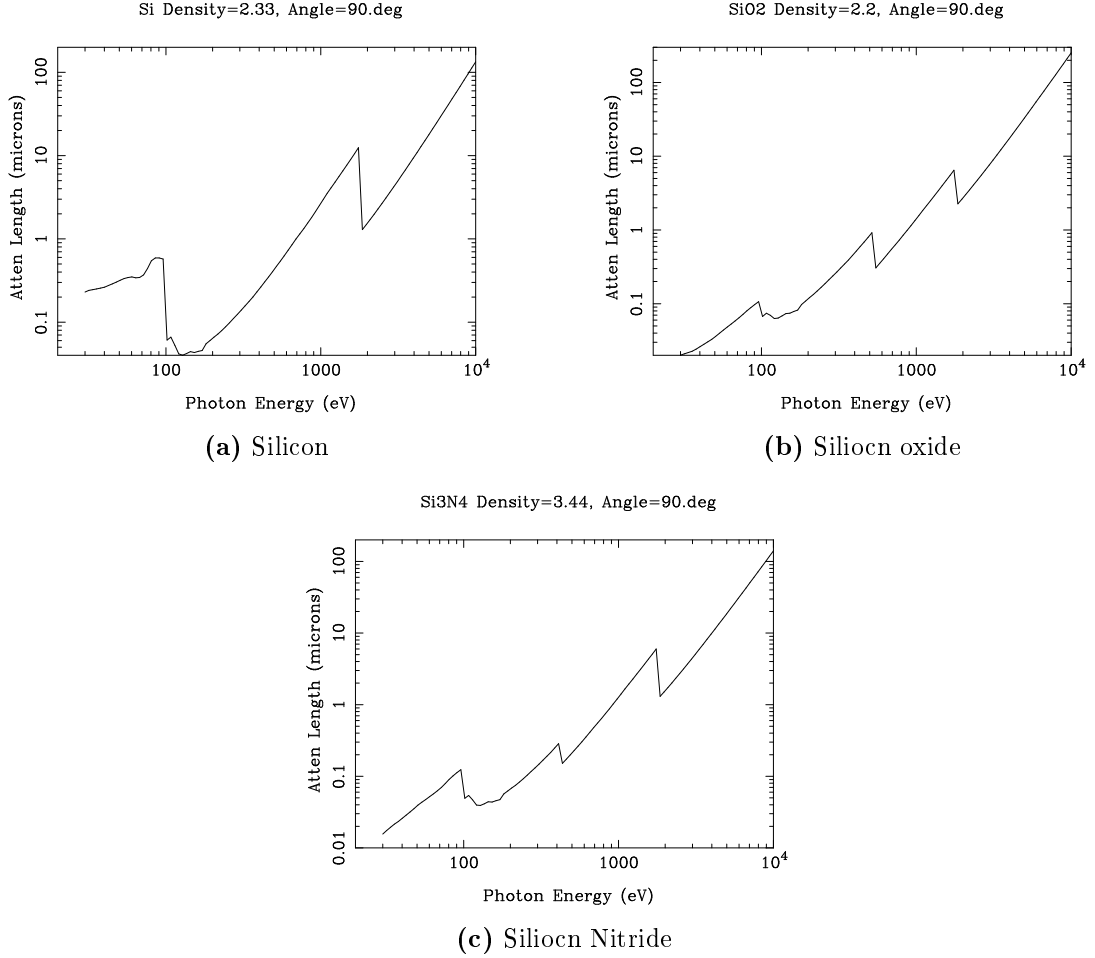 Si Density=2.33, Angle=90.deg
Atten Length (microns)
100
10
1
0.1
100
1000
10^4
Photon Energy (eV)
(a) Silicon
SiO2 Density=2.2, Angle=90.deg
Atten Length (microns)
100
10
1
0.1
100
1000
10^4
Photon Energy (eV)
(b) Siliocn oxide
Si3N4 Density=3.44, Angle=90.deg
Atten Length (microns)
100
10
1
0.1
0.01
100
1000
10^4
Photon Energy (eV)
(c) Siliocn Nitride